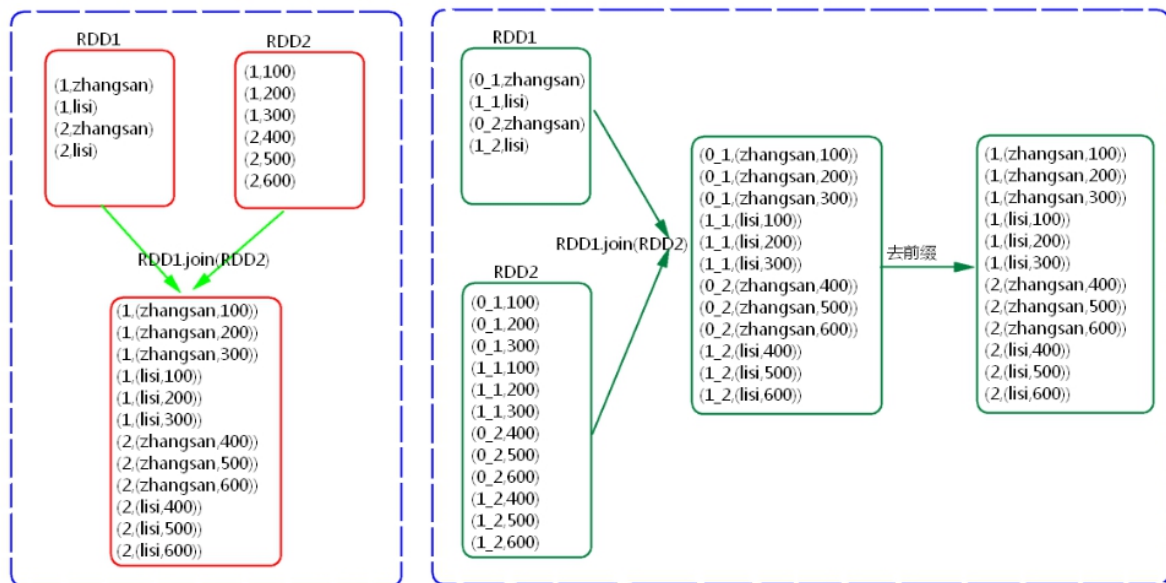 RDD1
(1,zhangsan)
(1,lisi)
(2,zhangsan)
(2,lisi)
RDD2
(1,100)
(1,200)
(1,300)
(2,400)
(2,500)
(2,600)
RDD1.join(RDD2)
(1,(zhangsan,100))
(1,(zhangsan,200))
(1,(zhangsan,300))
(1,(lisi,100))
(1,(lisi,200))
(1,(lisi,300))
(2,(zhangsan,400))
(2,(zhangsan,500))
(2,(zhangsan,600))
(2,(lisi,400))
(2,(lisi,500))
(2,(lisi,600))
RDD1
(0_1,zhangsan)
(1_1,lisi)
(0_2,zhangsan)
(1_2,lisi)
RDD2
(0_1,100)
(0_1,200)
(0_1,300)
(1_1,100)
(1_1,200)
(1_1,300)
(0_2,400)
(0_2,500)
(0_2,600)
(1_2,400)
(1_2,500)
(1_2,600)
RDD1.join(RDD2)
(0_1,(zhangsan,100))
(0_1,(zhangsan,200))
(0_1,(zhangsan,300))
(1_1,(lisi,100))
(1_1,(lisi,200))
(1_1,(lisi,300))
(0_2,(zhangsan,400))
(0_2,(zhangsan,500))
(0_2,(zhangsan,600))
(1_2,(lisi,400))
(1_2,(lisi,500))
(1_2,(lisi,600))
去前缀
(1,(zhangsan,100))
(1,(zhangsan,200))
(1,(zhangsan,300))
(1,(lisi,100))
(1,(lisi,200))
(1,(lisi,300))
(2,(zhangsan,400))
(2,(zhangsan,500))
(2,(zhangsan,600))
(2,(lisi,400))
(2,(lisi,500))
(2,(lisi,600))